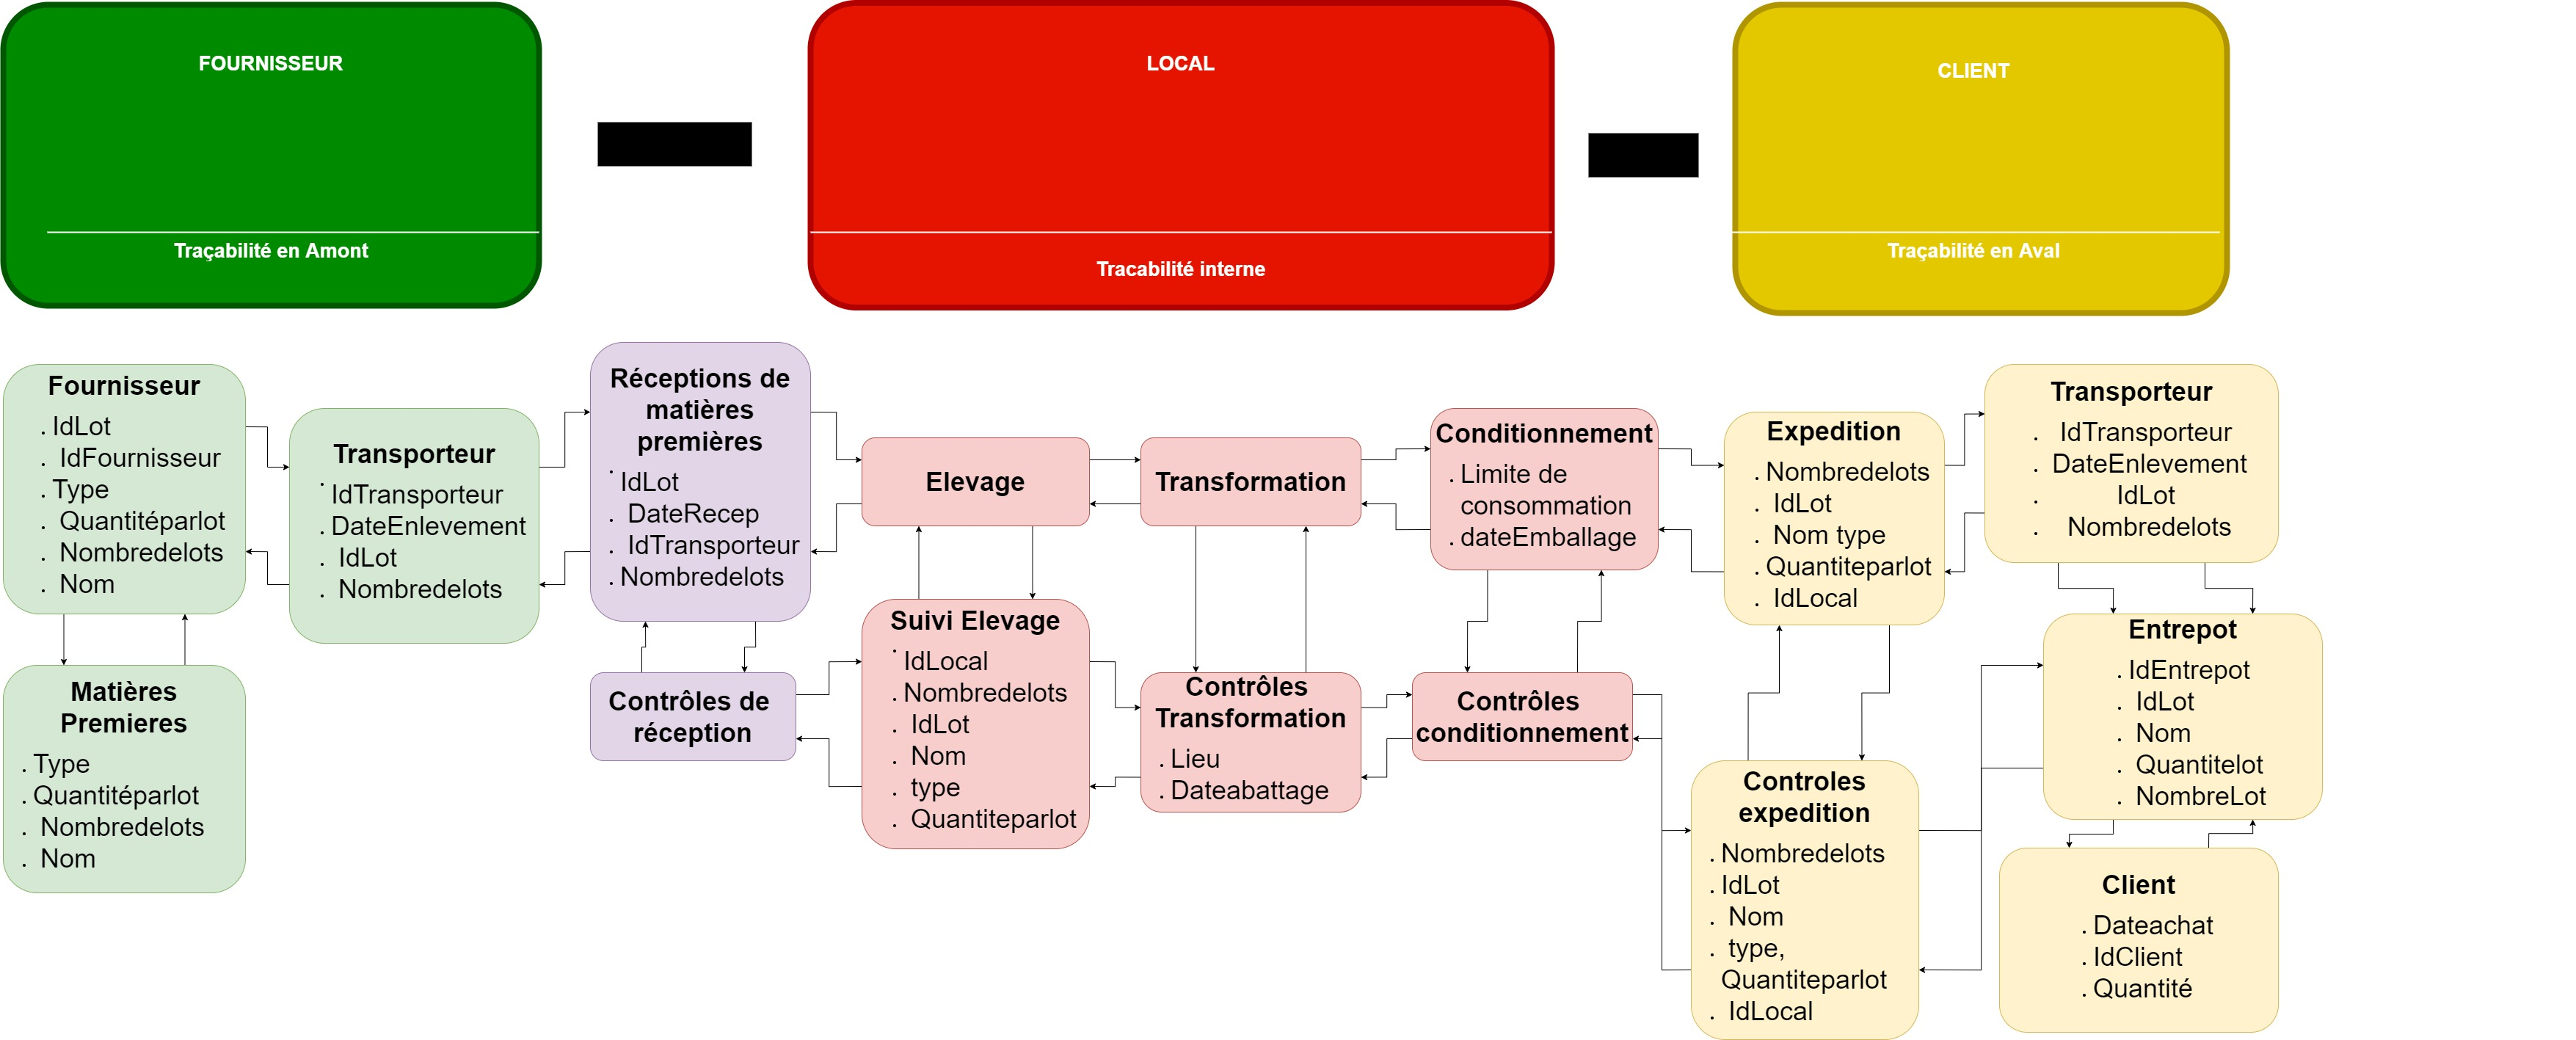 FOURNISSEUR
Traçabilité en Amont
LOCAL
Tracabilité interne
CLIENT
Traçabilité en Aval
Fournisseur
. IdLot
. IdFournisseur
. Type
. Quantitéparlot
. Nombredelots
. Nom
Matières
Premieres
. Type
. Quantitéparlot
. Nombredelots
. Nom
Transporteur
. IdTransporteur
. DateEnlevement
. IdLot
. Nombredelots
Réceptions de
matières
premières
. IdLot
. DateRecep
. IdTransporteur
. Nombredelots
Contrôles de
réception
Elevage
Suivi Elevage
. IdLocal
. Nombredelots
. IdLot
. Nom
. type
. Quantiteparlot
Transformation
Contrôles
Transformation
. Lieu
. Dateabattage
Conditionnement
. Limite de
consommation
. dateEmballage
Contrôles
conditionnement
Expedition
. Nombredelots
. IdLot
. Nom type
. Quantiteparlot
. IdLocal
Controles
expedition
. Nombredelots
. IdLot
. Nom
. type,
Quantiteparlot
. IdLocal
Transporteur
. IdTransporteur
. DateEnlevement
. IdLot
. Nombredelots
Entrepot
. IdEntrepot
. IdLot
. Nom
. Quantitelot
. NombreLot
Client
. Dateachat
. IdClient
. Quantité